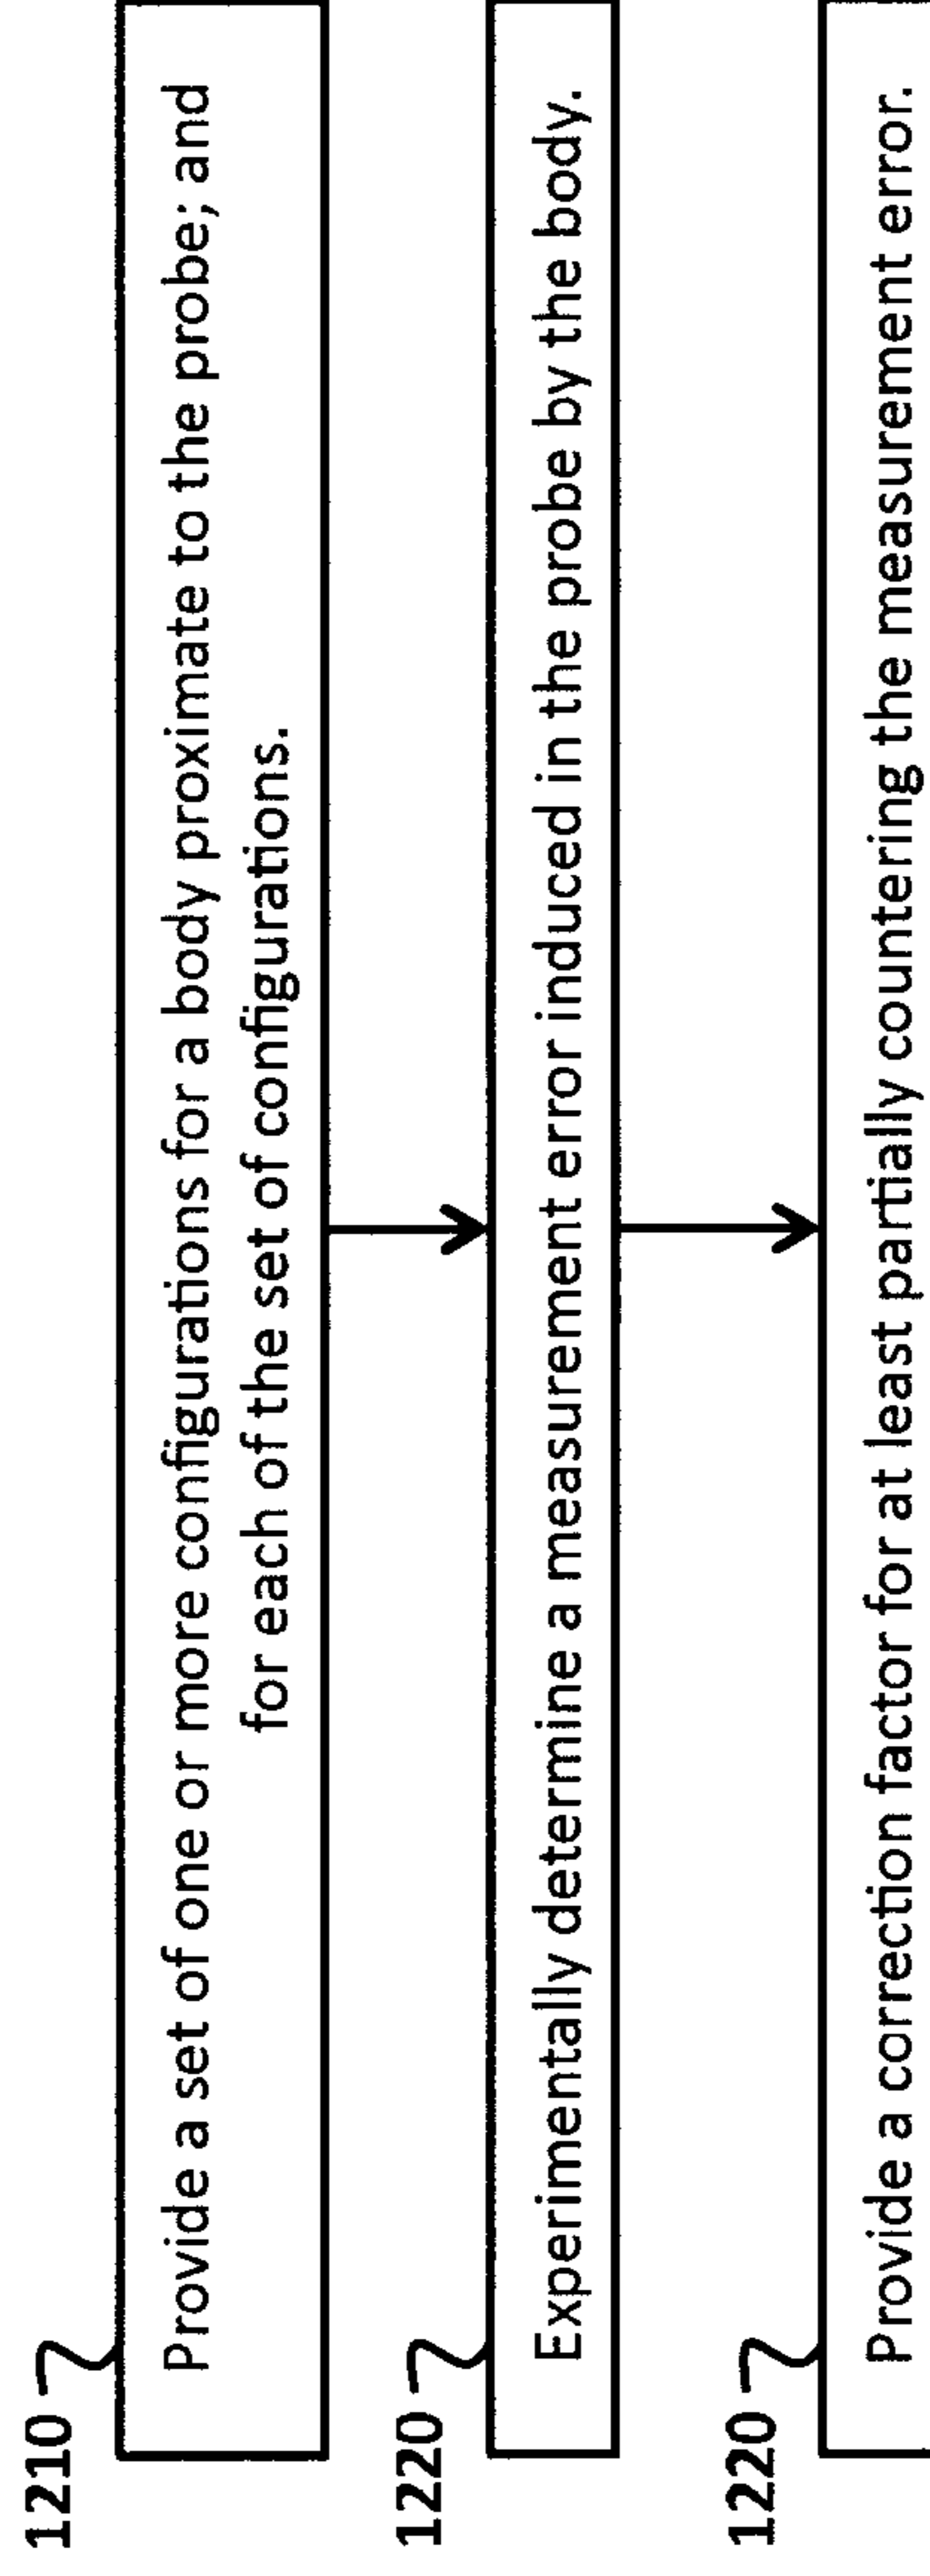 1210
Provide a set of one or more configurations for a body proximate to the probe; and
for each of the set of configurations.
1220
Experimentally determine a measurement error induced in the probe by the body.
1220
Provide a correction factor for at least partially countering the measurement error.